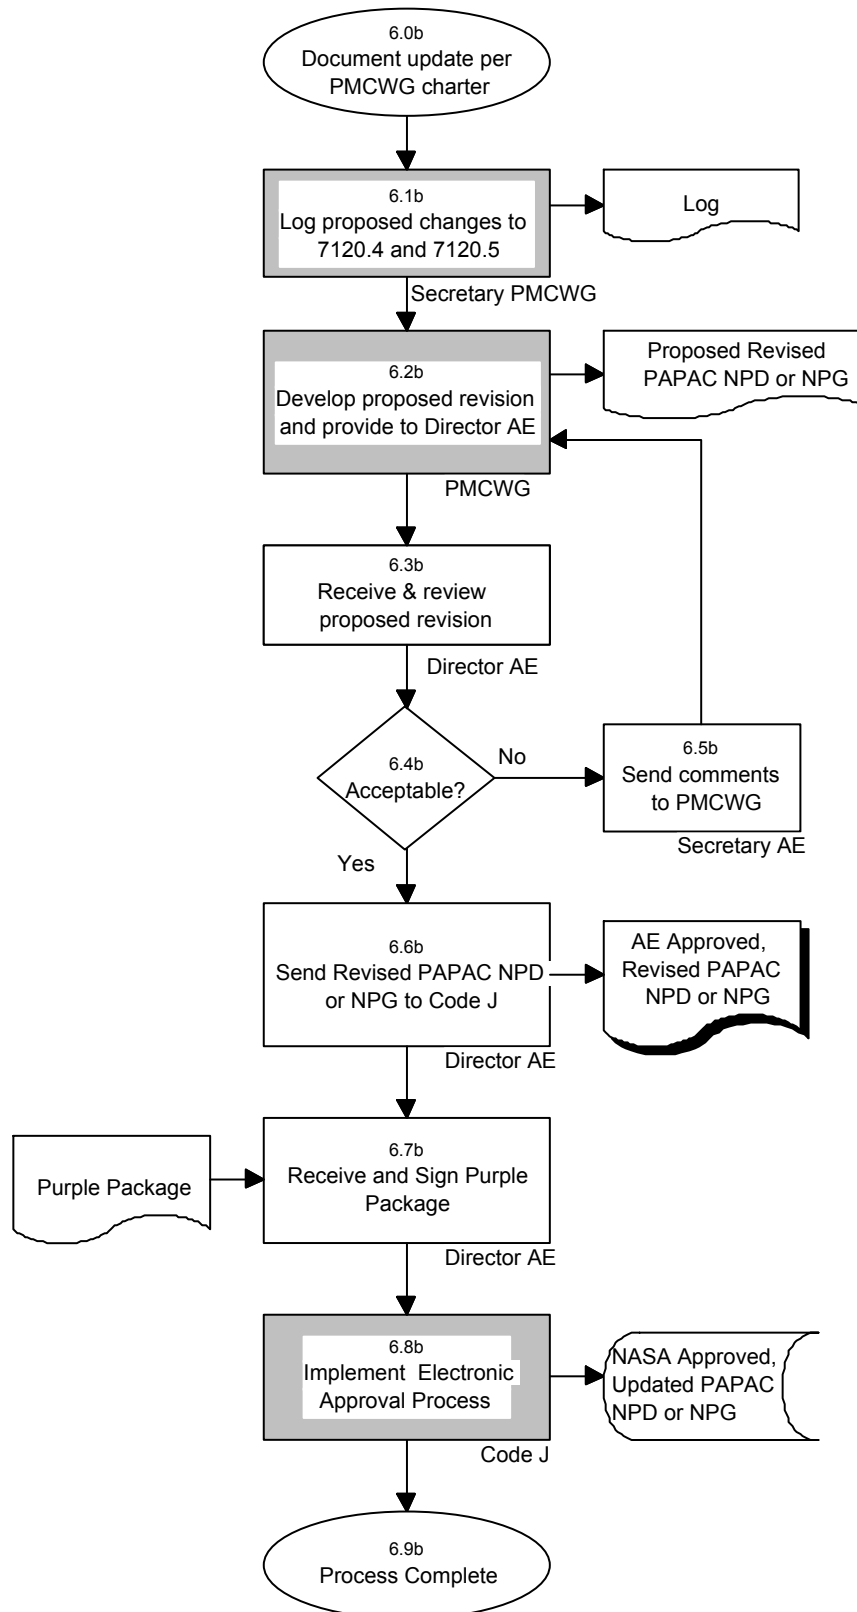 6.0b
Document update per
PMCWG charter
6.1b
Log proposed changes to
7120.4 and 7120.5
Log
Secretary PMCWG
6.2b
Develop proposed revision
and provide to Director AE
Proposed Revised
PAPAC NPD or NPG
PMCWG
6.3b
Receive & review
proposed revision
Director AE
6.4b
Acceptable?
No
6.5b
Send comments
to PMCWG
Secretary AE
Yes
6.6b
Send Revised PAPAC NPD
or NPG to Code J
AE Approved,
Revised PAPAC
NPD or NPG
Director AE
Purple Package
6.7b
Receive and Sign Purple
Package
Director AE
6.8b
Implement Electronic
Approval Process
NASA Approved,
Updated PAPAC
NPD or NPG
Code J
6.9b
Process Complete